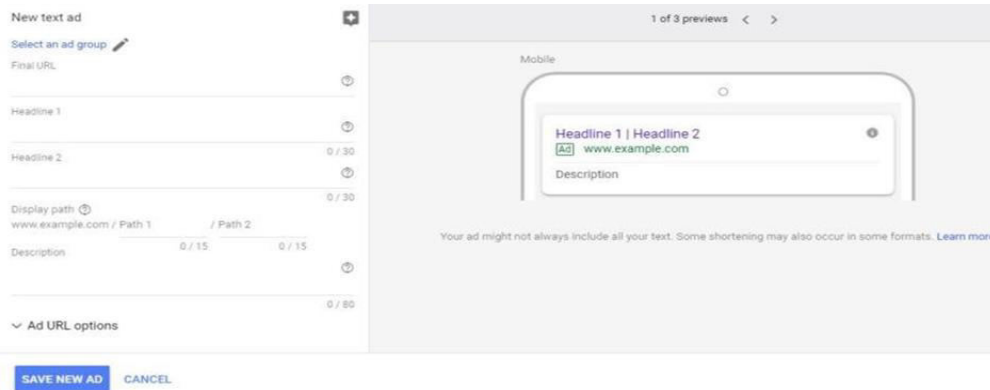 New text ad
Select an ad group
Final URL
Headline 1
0 / 30
Headline 2
0 / 30
Display path
www.example.com / Path 1 / Path 2
0 / 15 0 / 15
Description
0 / 80
Ad URL options
SAVE NEW AD CANCEL
1 of 3 previews
Mobile
Headline 1 | Headline 2
Ad www.example.com
Description
Your ad might not always include all your text. Some shortening may also occur in some formats. Learn more